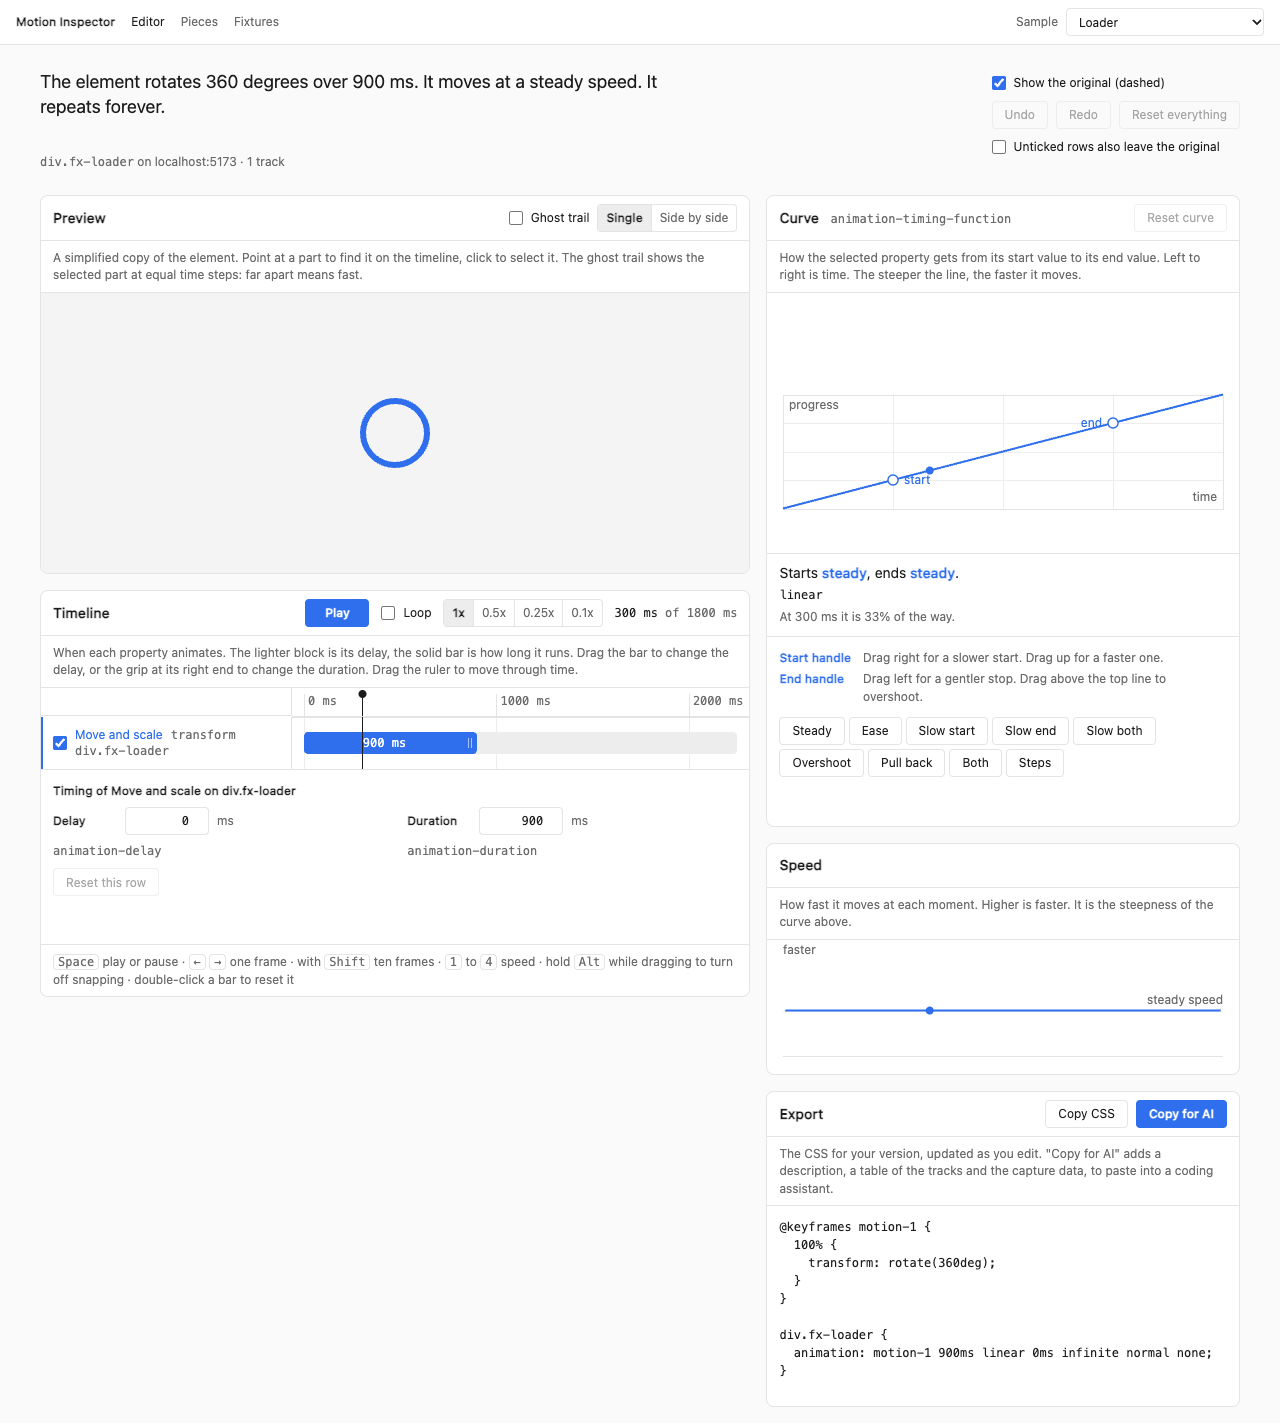 Motion Inspector Editor Pieces Fixtures Sample Loader
The element rotates 360 degrees over 900 ms. It moves at a steady speed. It
repeats forever.
div.fx-loader on localhost:5173 · 1 track
Show the original (dashed)
Undo Redo Reset everything
Unticked rows also leave the original
Preview Ghost trail Single Side by side
A simplified copy of the element. Point at a part to find it on the timeline, click to select it. The ghost trail shows the
selected part at equal time steps: far apart means fast.
Timeline Play Loop 1x 0.5x 0.25x 0.1x 300 ms of 1800 ms
When each property animates. The lighter block is its delay, the solid bar is how long it runs. Drag the bar to change the
delay, or the grip at its right end to change the duration. Drag the ruler to move through time.
0 ms 1000 ms 2000 ms
Move and scale transform
div.fx-loader
900 ms
Timing of Move and scale on div.fx-loader
Delay 0 ms Duration 900 ms
animation-delay animation-duration
Reset this row
Space play or pause · ← → one frame · with Shift ten frames · 1 to 4 speed · hold Alt while dragging to turn
off snapping · double-click a bar to reset it
Curve animation-timing-function Reset curve
How the selected property gets from its start value to its end value. Left to
right is time. The steeper the line, the faster it moves.
progress
end
start
time
Starts steady, ends steady.
linear
At 300 ms it is 33% of the way.
Start handle Drag right for a slower start. Drag up for a faster one.
End handle Drag left for a gentler stop. Drag above the top line to
overshoot.
Steady Ease Slow start Slow end Slow both
Overshoot Pull back Both Steps
Speed
How fast it moves at each moment. Higher is faster. It is the steepness of the
curve above.
faster
steady speed
Export Copy CSS Copy for AI
The CSS for your version, updated as you edit. "Copy for AI" adds a
description, a table of the tracks and the capture data, to paste into a coding
assistant.
@keyframes motion-1 {
100% {
transform: rotate(360deg);
}
}
div.fx-loader {
animation: motion-1 900ms linear 0ms infinite normal none;
}